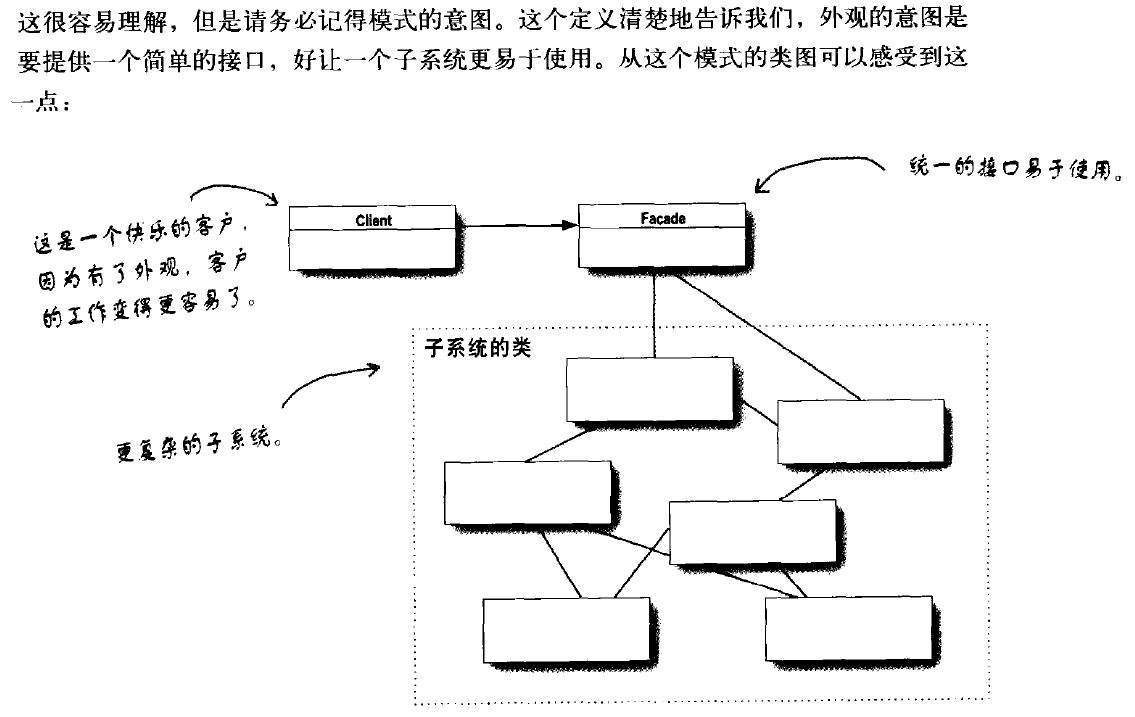 这很容易理解，但是请务必记得模式的意图。这个定义清楚地告诉我们，外观的意图是
要提供一个简单的接口，好让一个子系统更易于使用。从这个模式的类图可以感受到这
一点：
统一的接口易于使用。
Client
Facade
这是一个快乐的客户，
因为有了外观，客户
的工作变得更容易了。
子系统的类
更复杂的子系统。